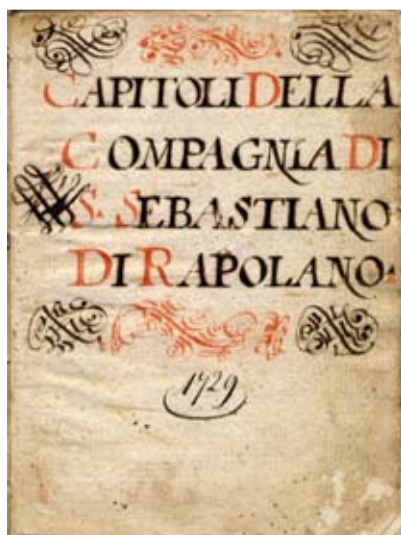 CAPITOLI DELLA
COMPAGNIA DI
S. SEBASTIANO
DI RAPOLANO.
1729